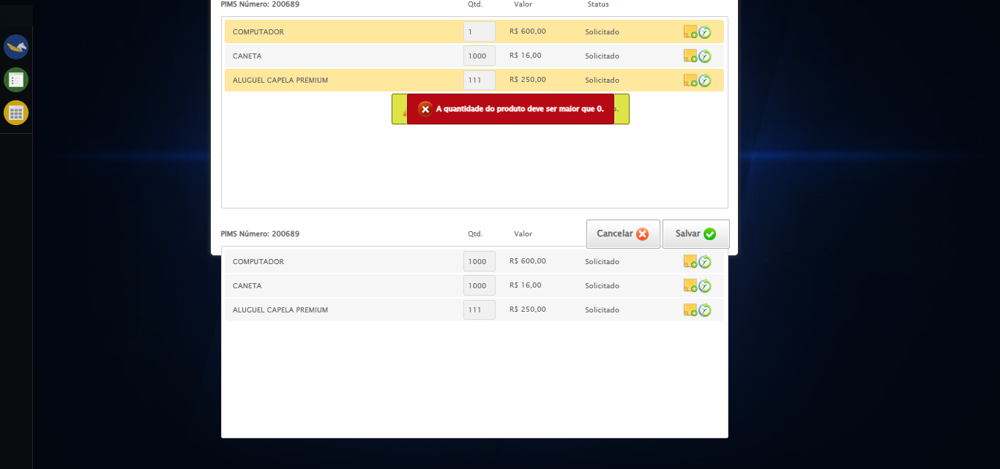 PIMS Número: 200689 Qtd. Valor Status
COMPUTADOR 1 R$ 600,00 Solicitado
CANETA 1000 R$ 16,00 Solicitado
ALUGUEL CAPELA PREMIUM 111 R$ 250,00 Solicitado
A quantidade do produto deve ser maior que 0.
PIMS Número: 200689 Qtd. Valor Cancelar Salvar
COMPUTADOR 1000 R$ 600,00 Solicitado
CANETA 1000 R$ 16,00 Solicitado
ALUGUEL CAPELA PREMIUM 111 R$ 250,00 Solicitado